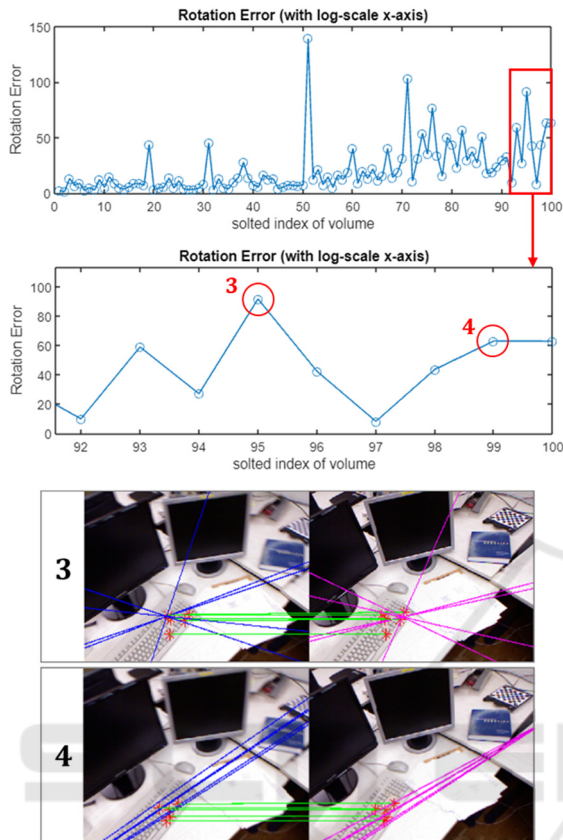 Rotation Error (with log-scale x-axis)
150
100
50
0
Rotation Error
0 10 20 30 40 50 60 70 80 90 100
solted index of volume
Rotation Error (with log-scale x-axis)
100
80
60
40
20
0
Rotation Error
3
4
92 93 94 95 96 97 98 99 100
solted index of volume
3
4